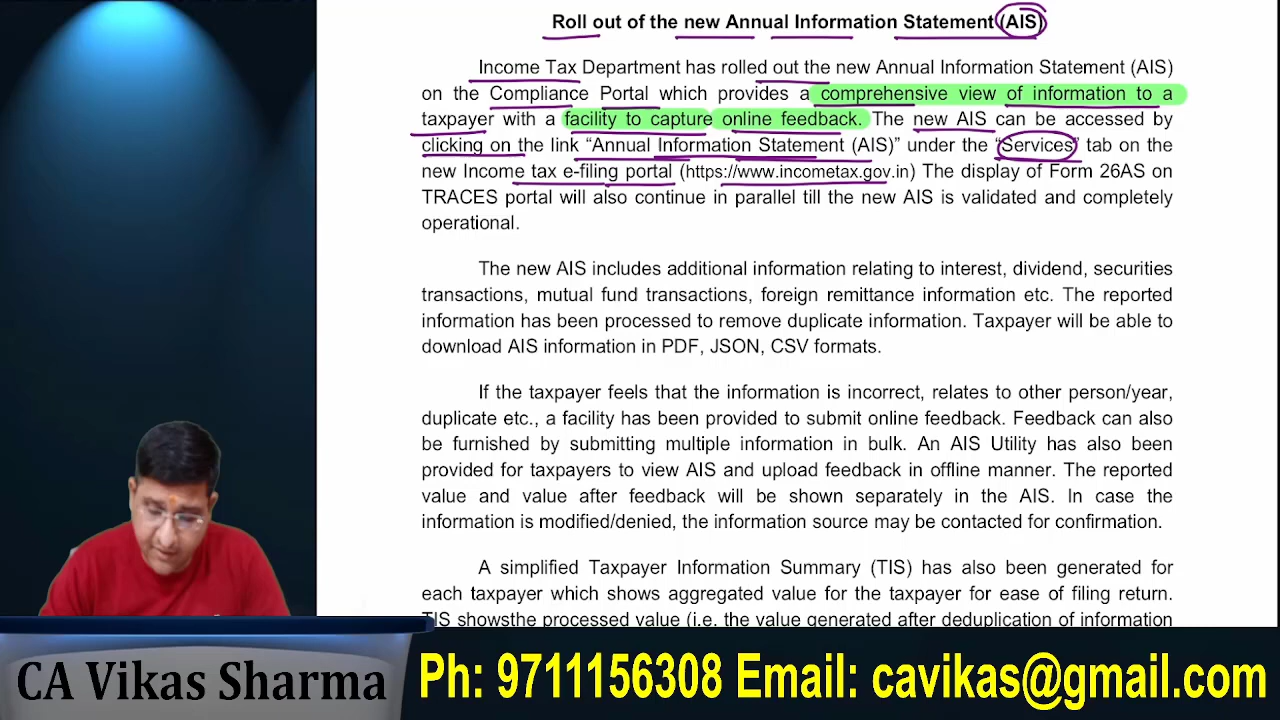 Roll out of the new Annual Information Statement (AIS)
Income Tax Department has rolled out the new Annual Information Statement (AIS)
on the Compliance Portal which provides a comprehensive view of information to a
taxpayer with a facility to capture online feedback. The new AIS can be accessed by
clicking on the link “Annual Information Statement (AIS)” under the “Services” tab on the
new Income tax e-filing portal (https://www.incometax.gov.in) The display of Form 26AS on
TRACES portal will also continue in parallel till the new AIS is validated and completely
operational.
The new AIS includes additional information relating to interest, dividend, securities
transactions, mutual fund transactions, foreign remittance information etc. The reported
information has been processed to remove duplicate information. Taxpayer will be able to
download AIS information in PDF, JSON, CSV formats.
If the taxpayer feels that the information is incorrect, relates to other person/year,
duplicate etc., a facility has been provided to submit online feedback. Feedback can also
be furnished by submitting multiple information in bulk. An AIS Utility has also been
provided for taxpayers to view AIS and upload feedback in offline manner. The reported
value and value after feedback will be shown separately in the AIS. In case the
information is modified/denied, the information source may be contacted for confirmation.
A simplified Taxpayer Information Summary (TIS) has also been generated for
each taxpayer which shows aggregated value for the taxpayer for ease of filing return.
TIS showsthe processed value (i.e. the value generated after deduplication of information
CA Vikas Sharma
Ph: 9711156308 Email: cavikas@gmail.com